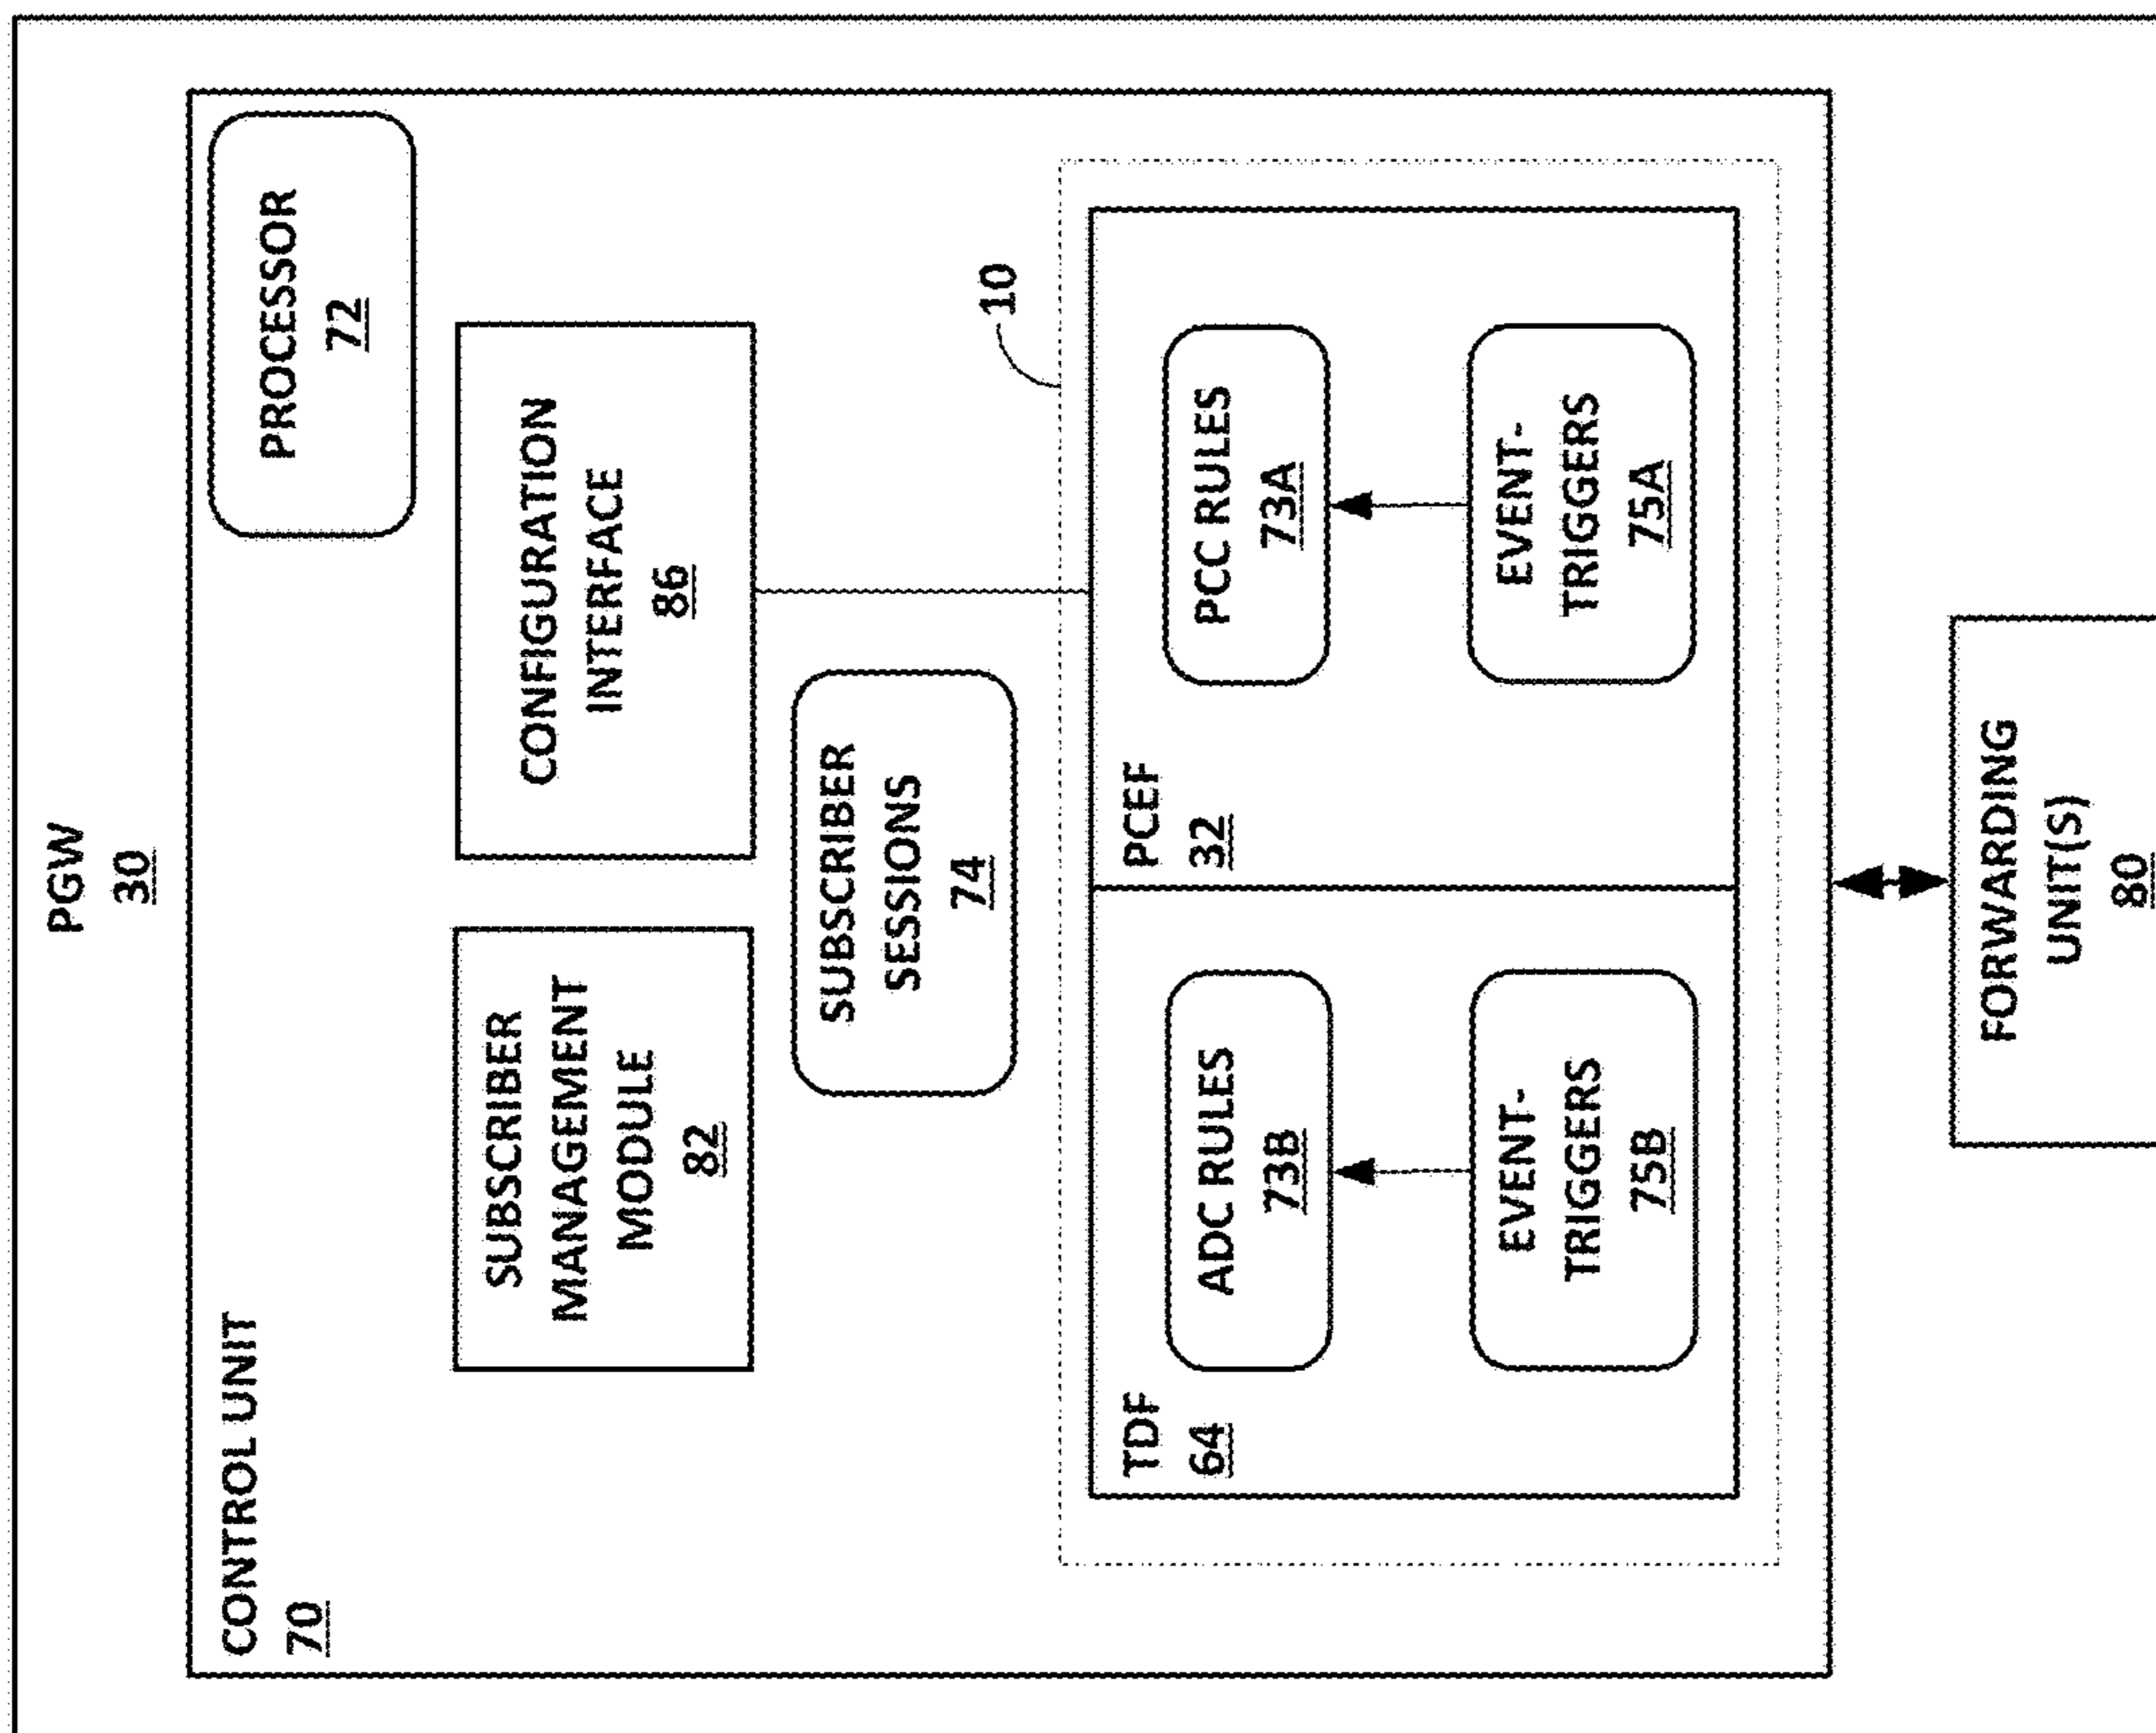 PGW
30
CONTROL UNIT
70
PROCESSOR
72
SUBSCRIBER
MANAGEMENT
MODULE
82
CONFIGURATION
INTERFACE
86
SUBSCRIBER
SESSIONS
74
10
TDF
64
ADC RULES
73B
EVENT-
TRIGGERS
75B
PCEF
32
PCC RULES
73A
EVENT-
TRIGGERS
75A
FORWARDING
UNIT(S)
80